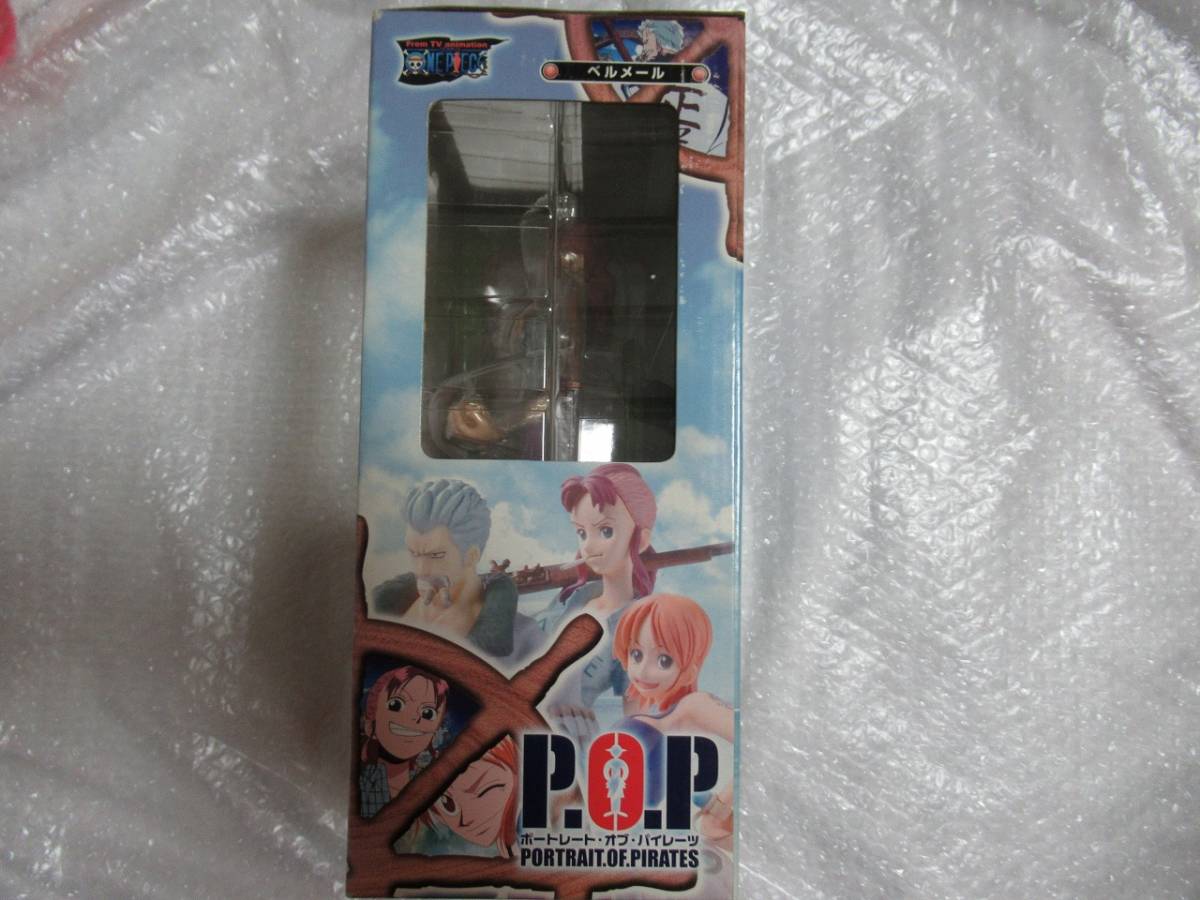 From TV animation
ONE PIECE
ベルメール
P.O.P
ポートレート・オブ・パイレーツ
PORTRAIT.OF.PIRATES